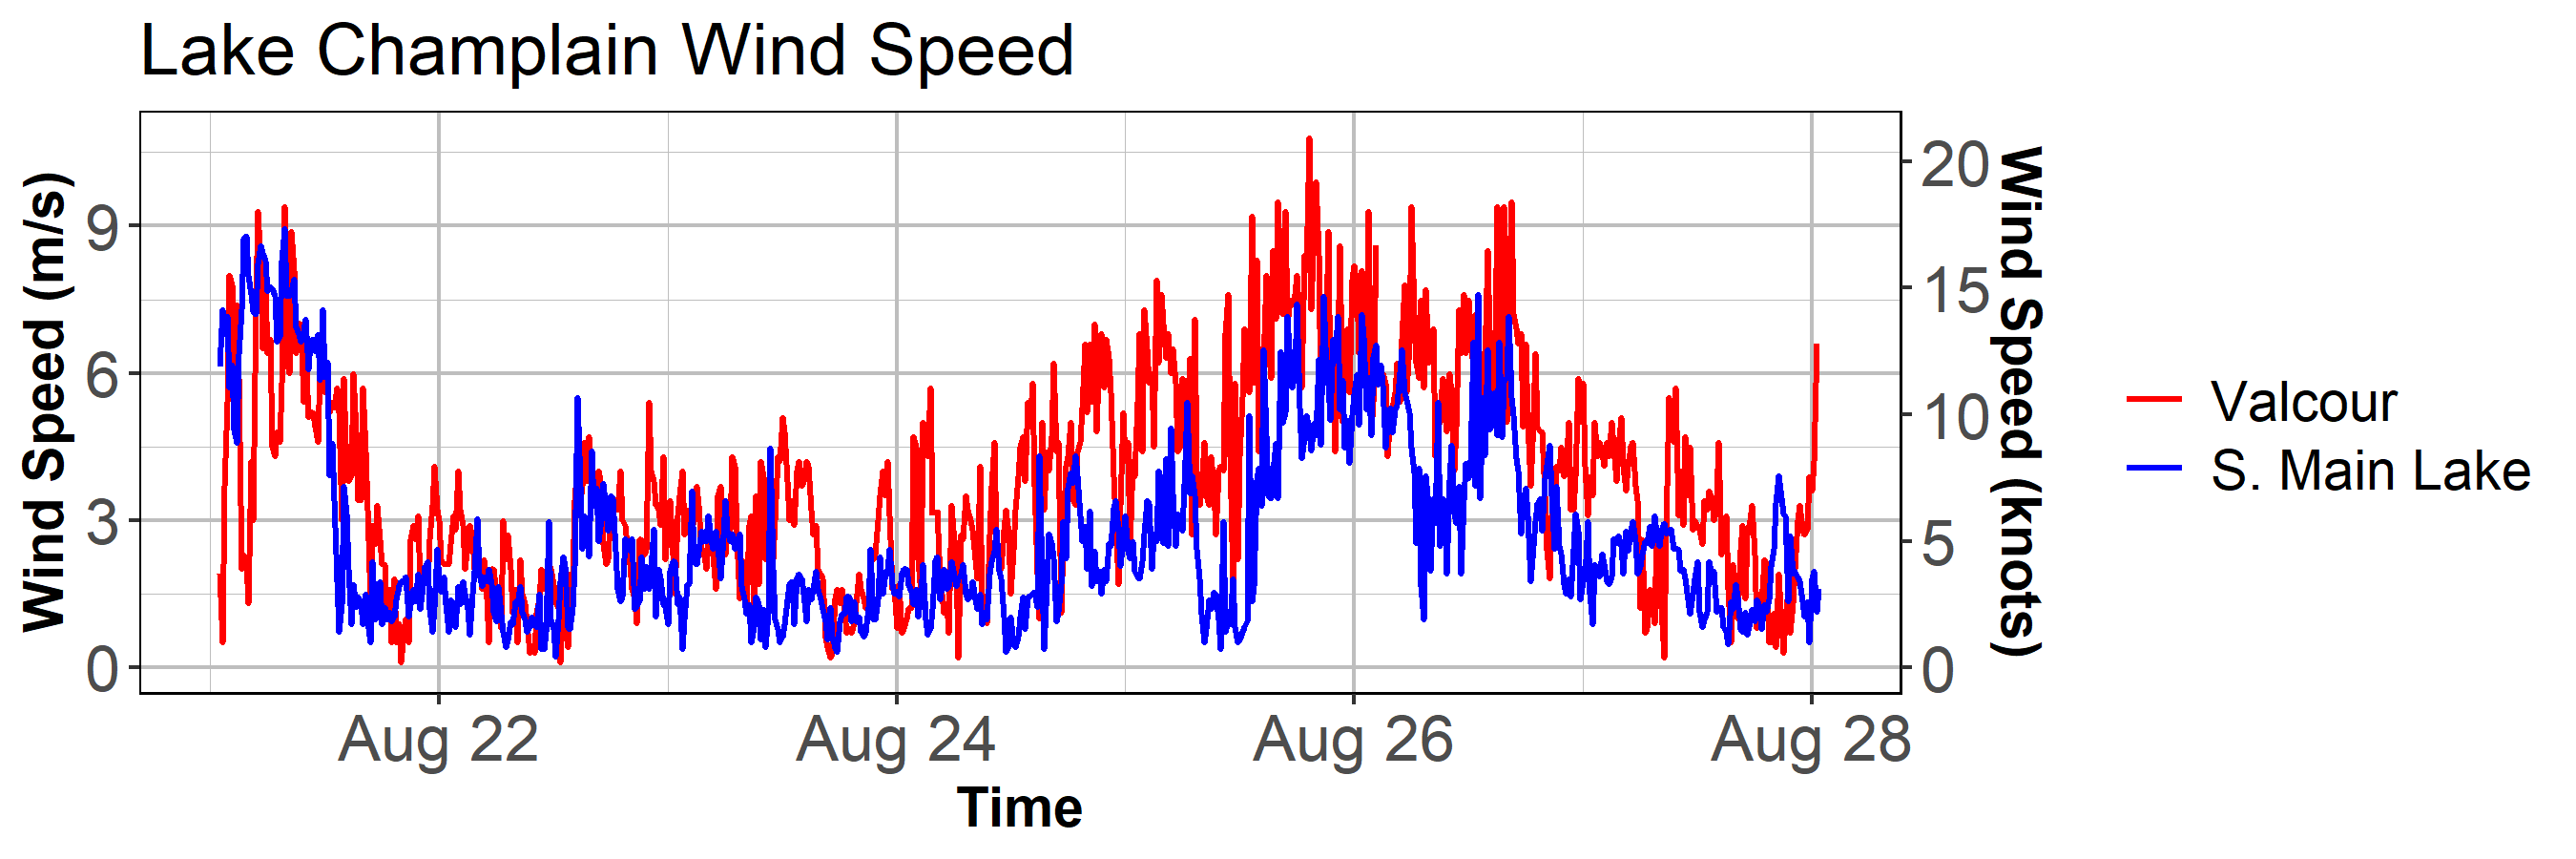 Lake Champlain Wind Speed
Wind Speed (m/s)
9
6
3
0
20
15
10
5
0
Wind Speed (knots)
Aug 22
Aug 24
Aug 26
Aug 28
Time
Valcour
S. Main Lake